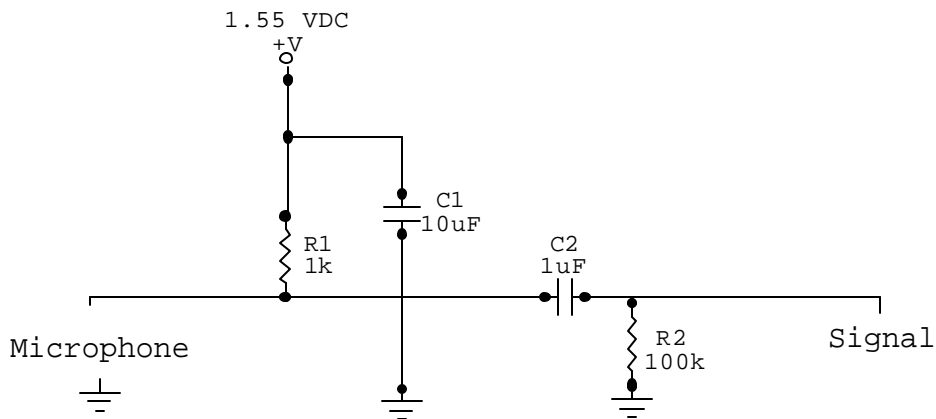 1.55 VDC
+V
C1
10uF
R1
1k
C2
1uF
Microphone
R2
100k
Signal